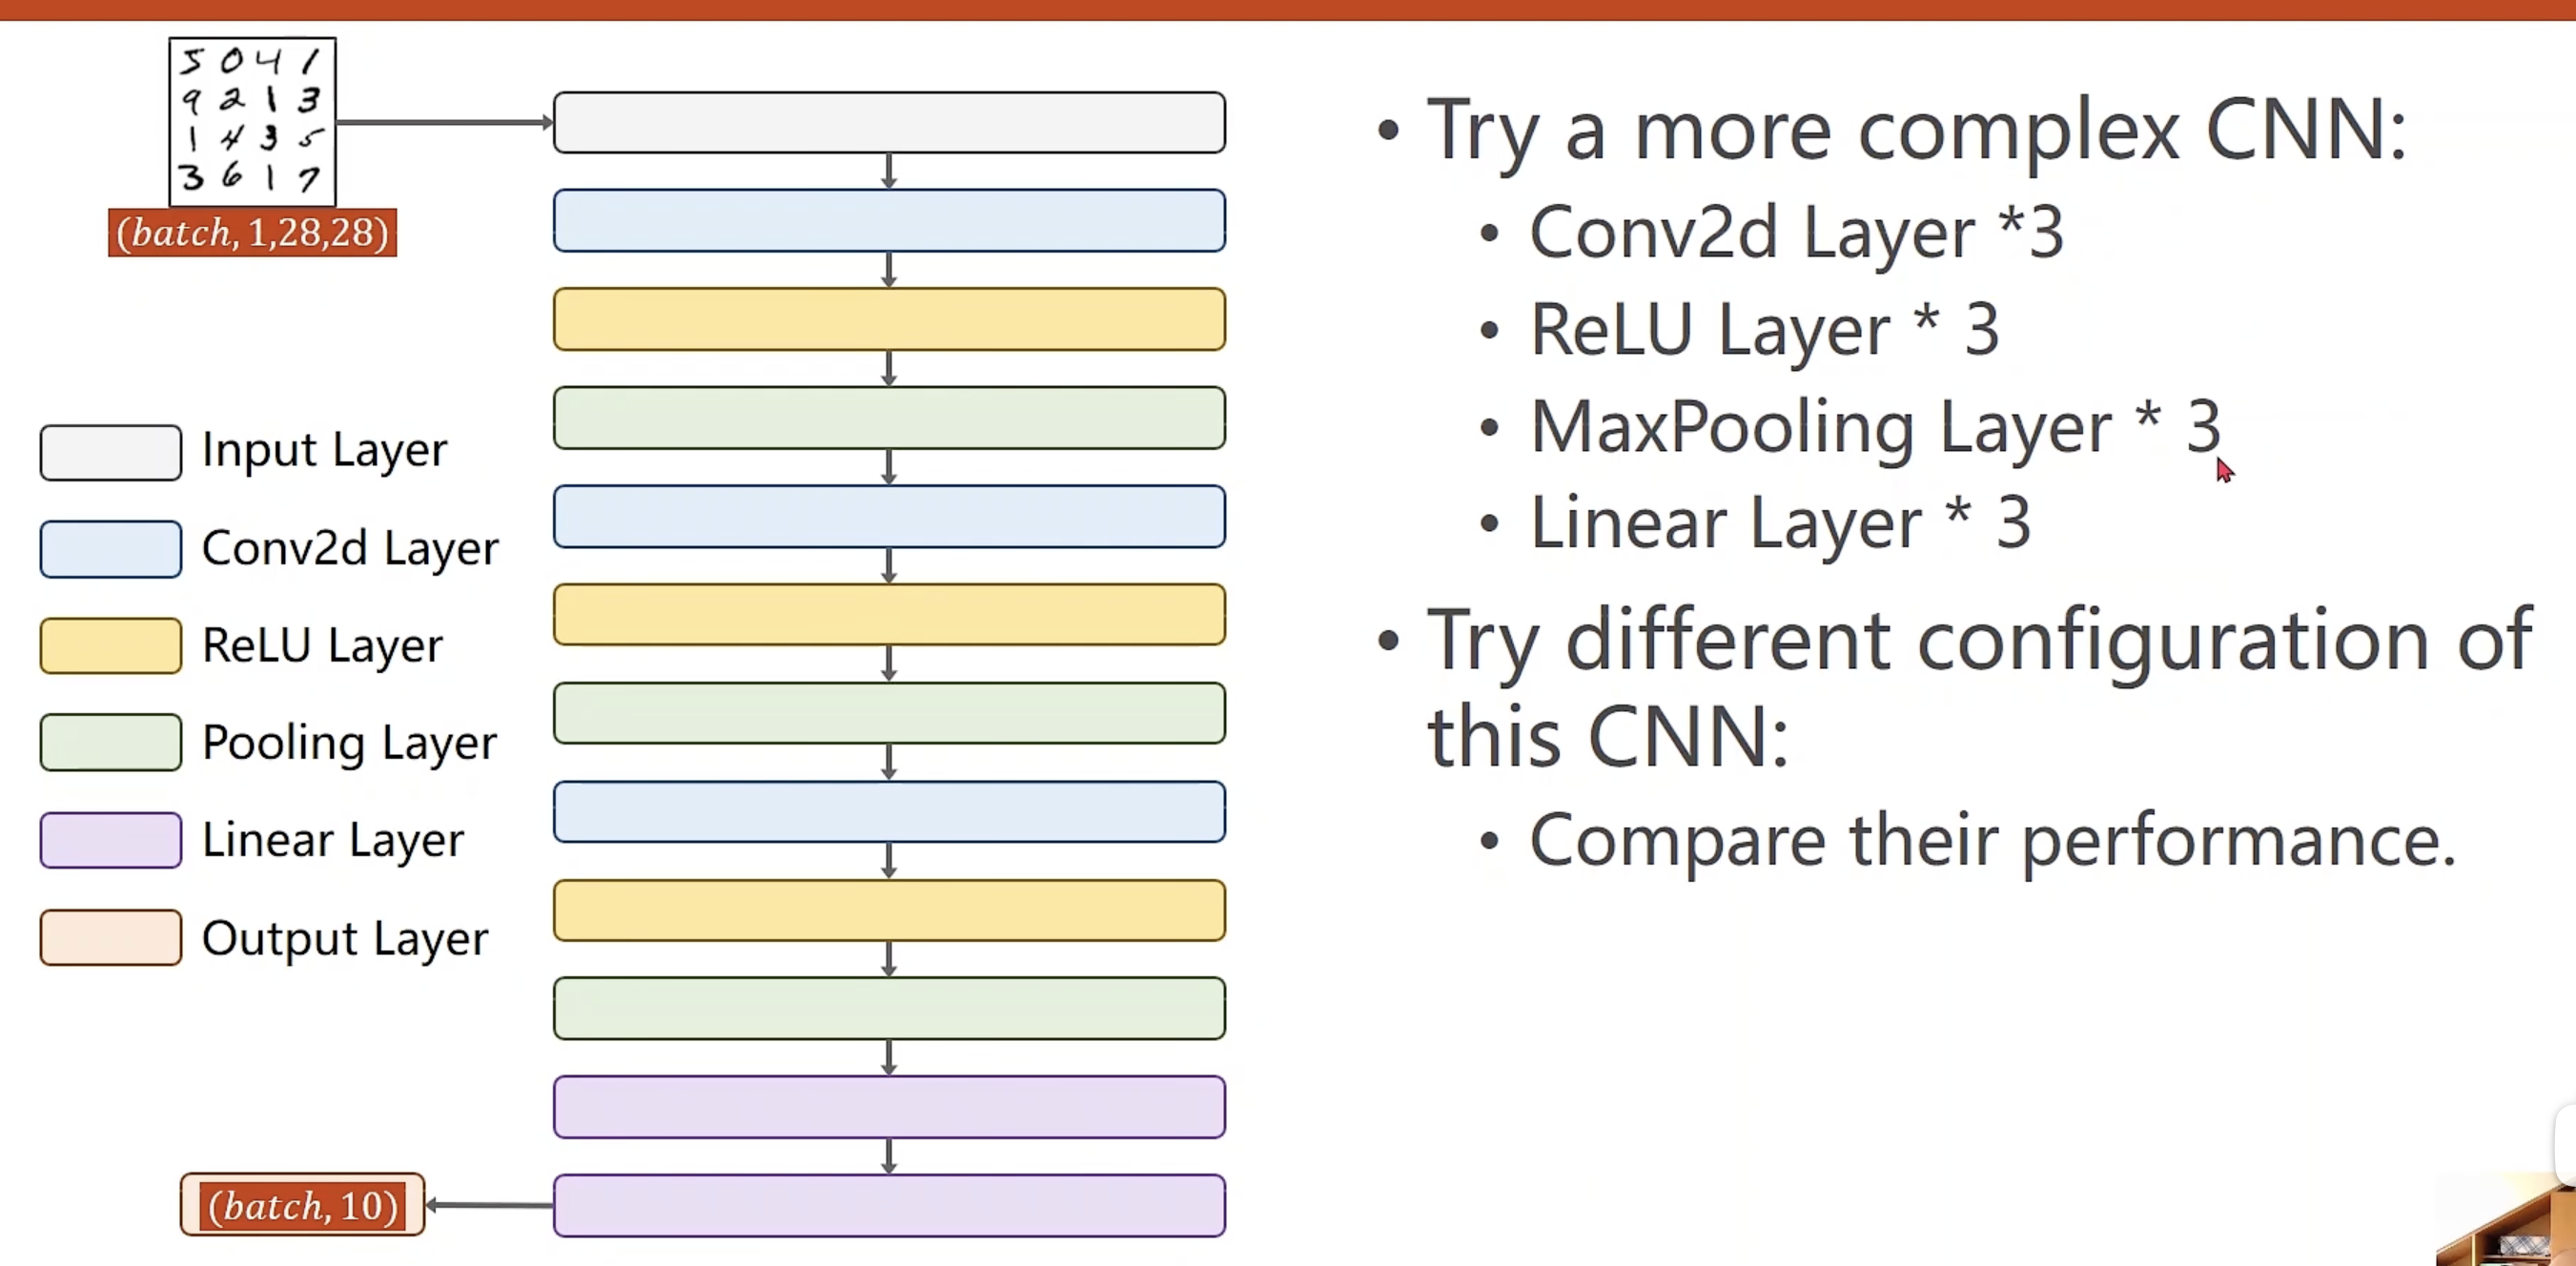 5 0 4 1
9 2 1 3
1 4 3 5
3 6 1 7
(batch, 1,28,28)
Input Layer
Conv2d Layer
ReLU Layer
Pooling Layer
Linear Layer
Output Layer
(batch, 10)
• Try a more complex CNN:
• Conv2d Layer *3
• ReLU Layer * 3
• MaxPooling Layer * 3
• Linear Layer * 3
• Try different configuration of
this CNN:
• Compare their performance.